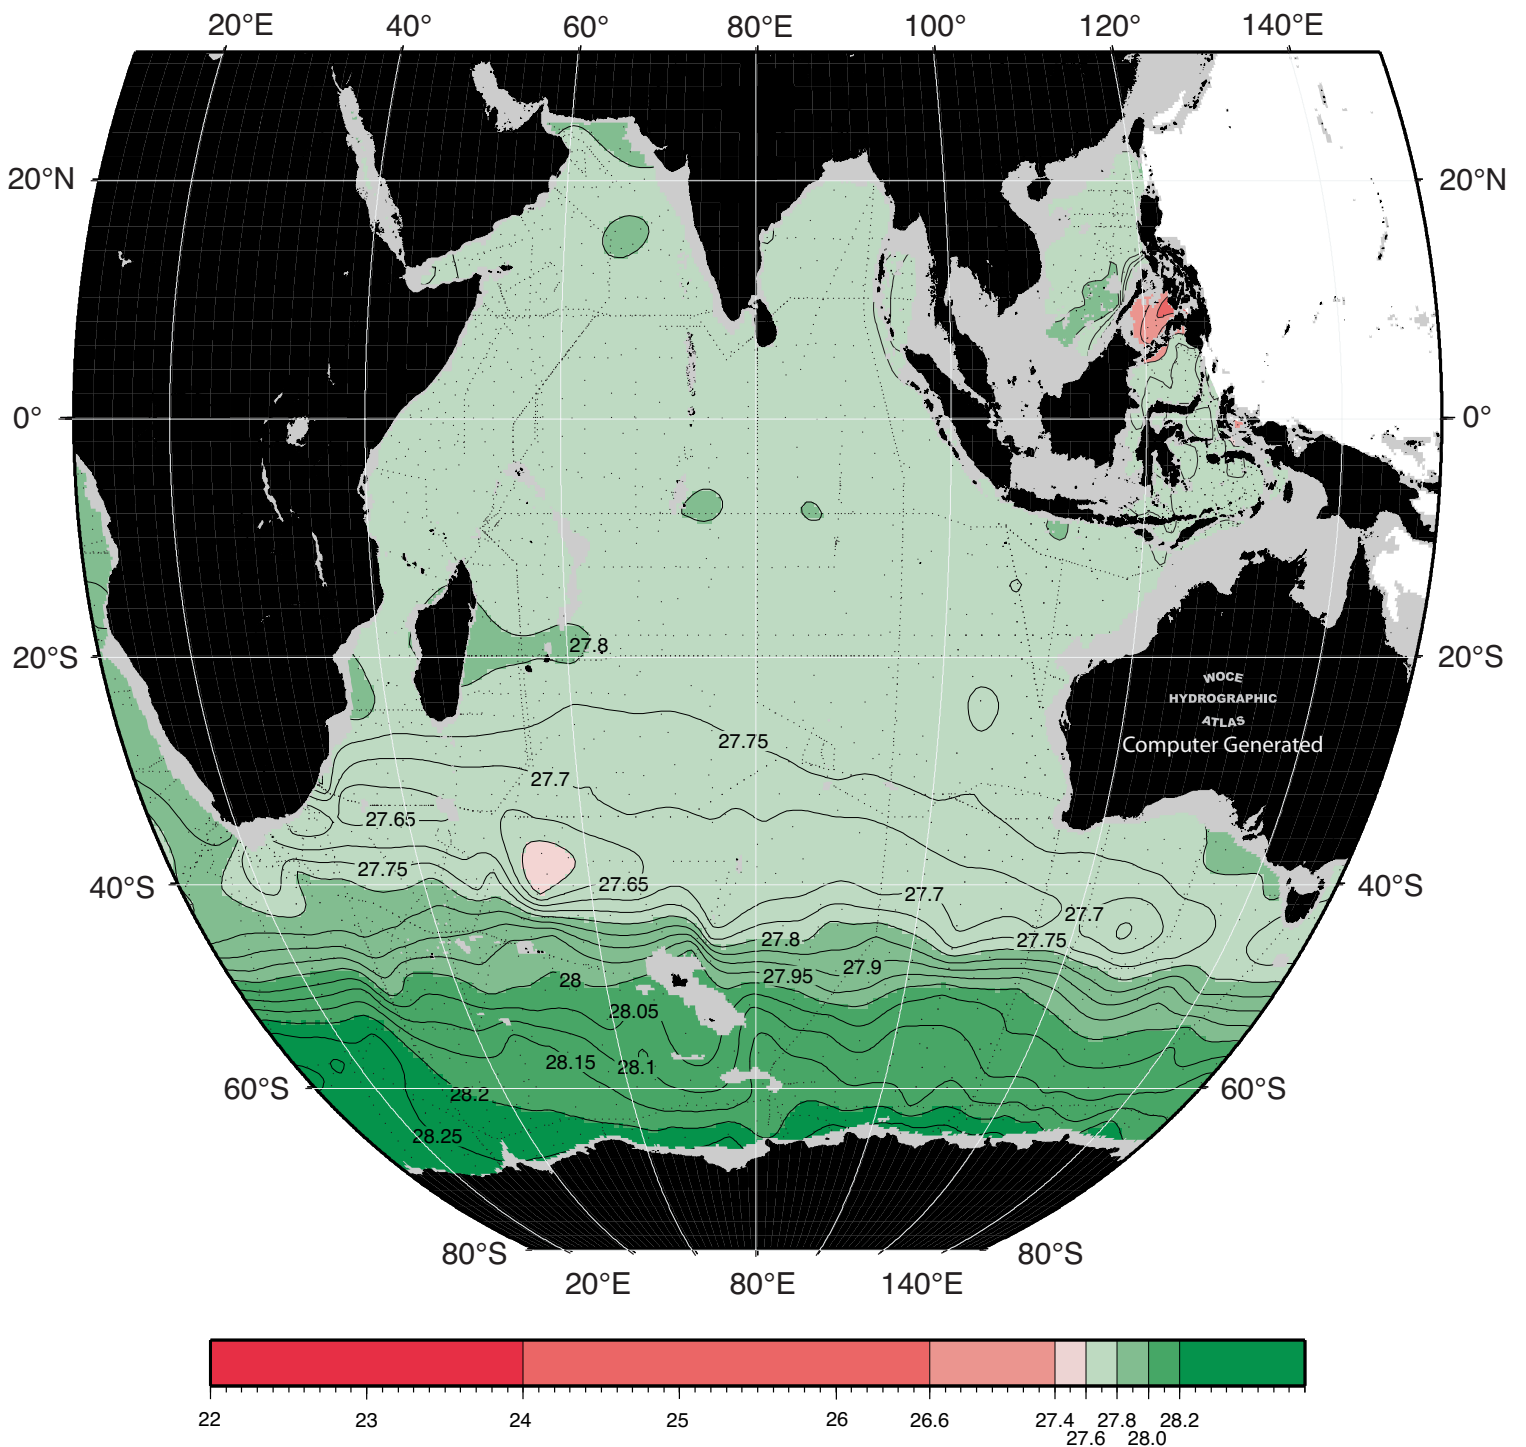 20°E 40° 60° 80°E 100° 120° 140°E
20°N 20°N
0° 0°
27.8
20°S 20°S
WOCE
HYDROGRAPHIC
ATLAS
27.75 Computer Generated
27.7
27.65
27.75
40°S 27.65 27.7 40°S
27.7
27.8 27.75
28 27.95 27.9
28.05
28.15 28.1
60°S 28.2 60°S
28.25
80°S 80°S
20°E 80°E 140°E
22 23 24 25 26 26.6 27.4 27.8 28.2
27.6 28.0